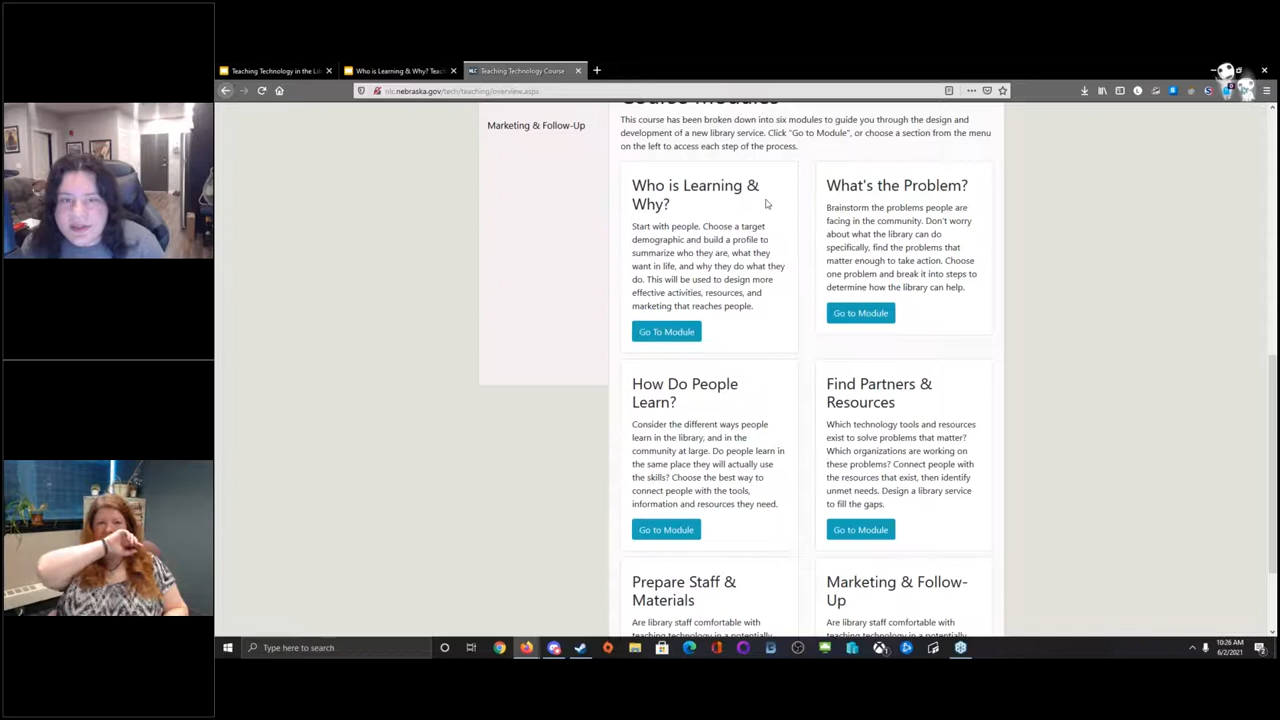 Teaching Technology in the Lib
Who is Learning & Why? Teac
NLC Teaching Technology Course
nlc.nebraska.gov/tech/teaching/overview.asps
Marketing & Follow-Up
Course Modules
This course has been broken down into six modules to guide you through the design and
development of a new library service. Click "Go to Module", or choose a section from the menu
on the left to access each step of the process.
Who is Learning &
Why?
Start with people. Choose a target
demographic and build a profile to
summarize who they are, what they
want in life, and why they do what they
do. This will be used to design more
effective activities, resources, and
marketing that reaches people.
Go To Module
What's the Problem?
Brainstorm the problems people are
facing in the community. Don't worry
about what the library can do
specifically, find the problems that
matter enough to take action. Choose
one problem and break it into steps to
determine how the library can help.
Go to Module
How Do People
Learn?
Consider the different ways people
learn in the library, and in the
community at large. Do people learn in
the same place they will actually use
the skills? Choose the best way to
connect people with the tools,
information and resources they need.
Go to Module
Find Partners &
Resources
Which technology tools and resources
exist to solve problems that matter?
Which organizations are working on
these problems? Connect people with
the resources that exist, then identify
unmet needs. Design a library service
to fill the gaps.
Go to Module
Prepare Staff &
Materials
Are library staff comfortable with
teaching technology in a potentially
Marketing & Follow-
Up
Are library staff comfortable with
teaching technology in a potentially
Type here to search
10:26 AM
6/2/2021